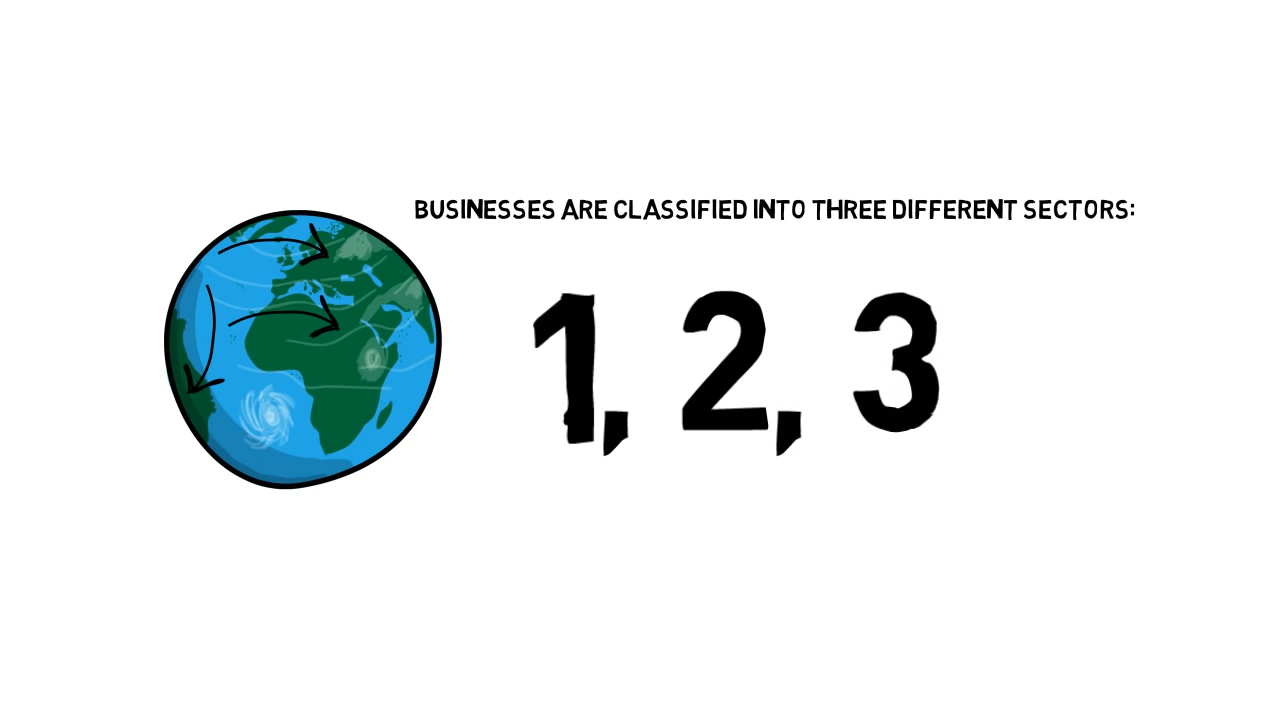 BUSINESSES ARE CLASSIFIED INTO THREE DIFFERENT SECTORS:
1, 2, 3